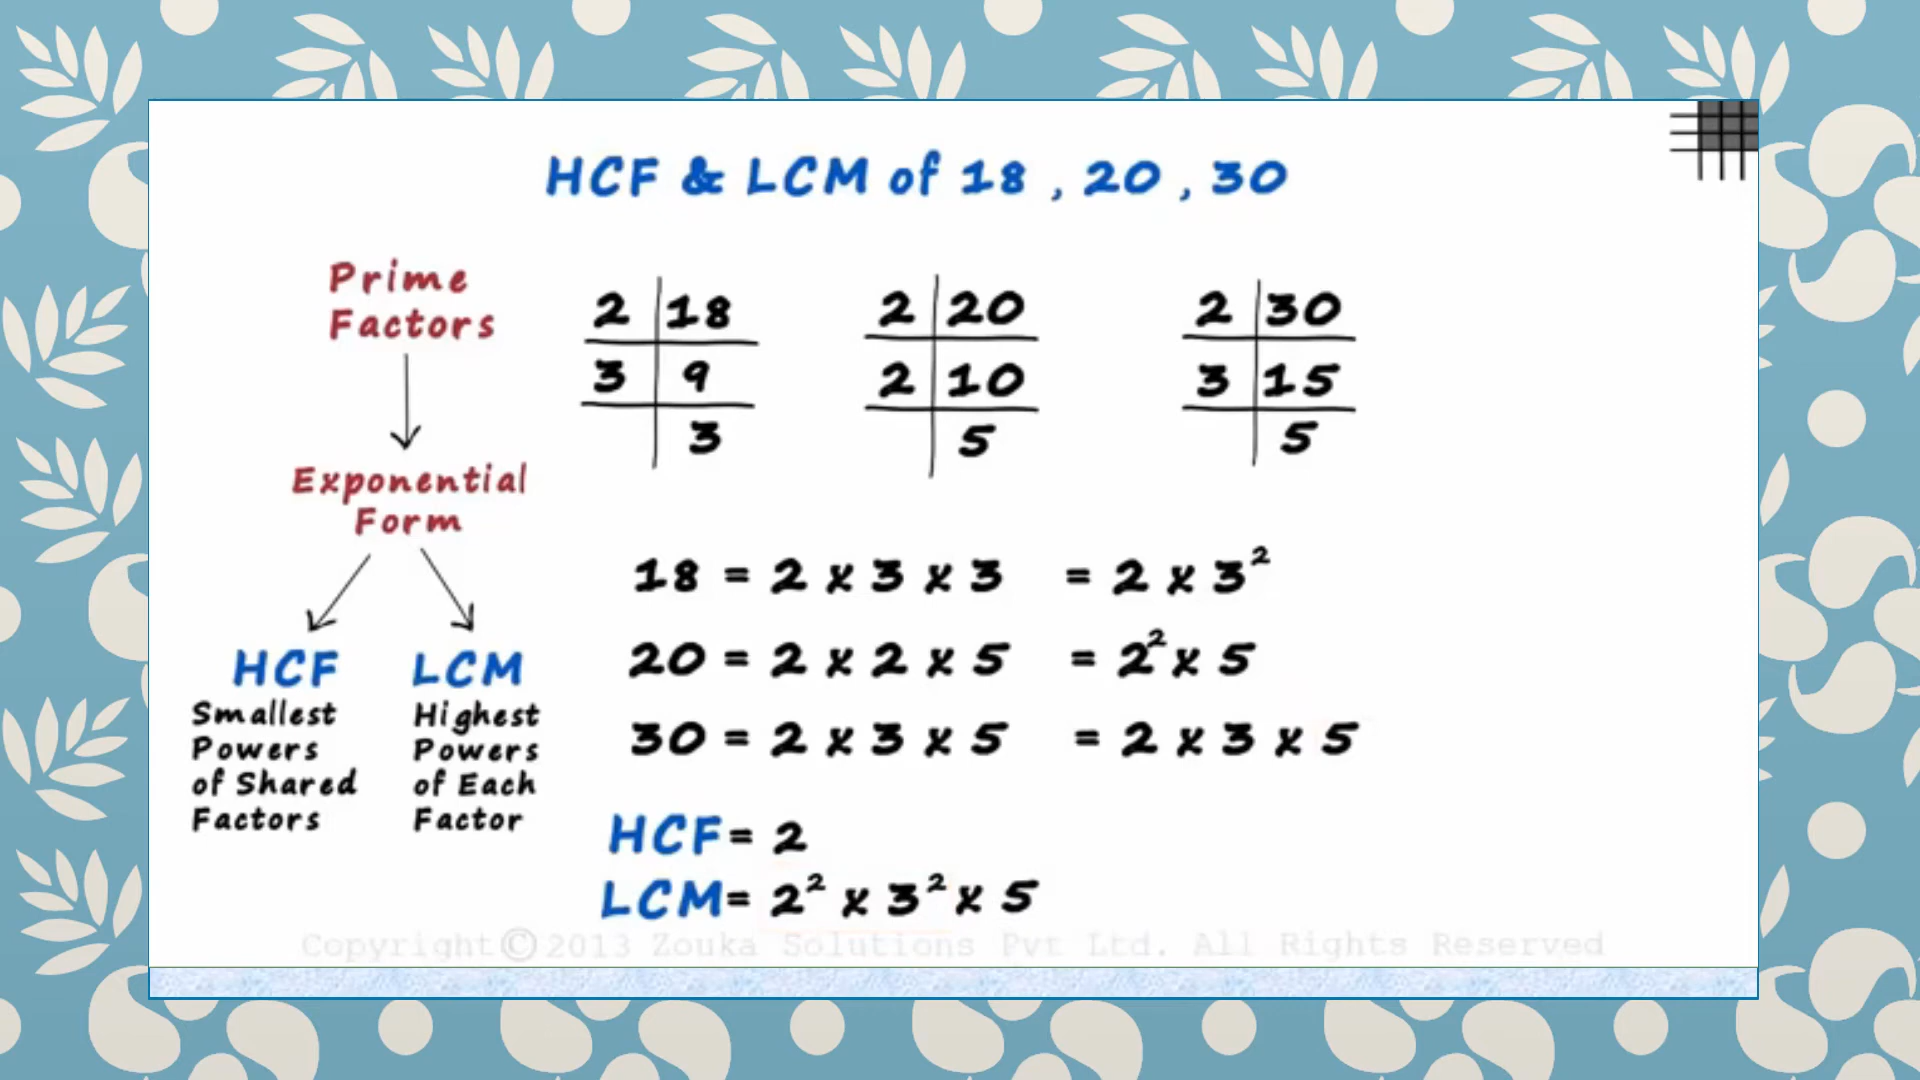 HCF & LCM of 18 , 20 , 30
Prime
Factors
Exponential
Form
HCF
Smallest
Powers
of Shared
Factors
LCM
Highest
Powers
of Each
Factor
2 | 18
3 | 9
3
2 | 20
2 | 10
5
2 | 30
3 | 15
5
18 = 2 x 3 x 3 = 2 x 3²
20 = 2 x 2 x 5 = 2² x 5
30 = 2 x 3 x 5 = 2 x 3 x 5
HCF = 2
LCM = 2² x 3² x 5
Copyright © 2013 Zouka Solutions Pvt Ltd. All Rights Reserved